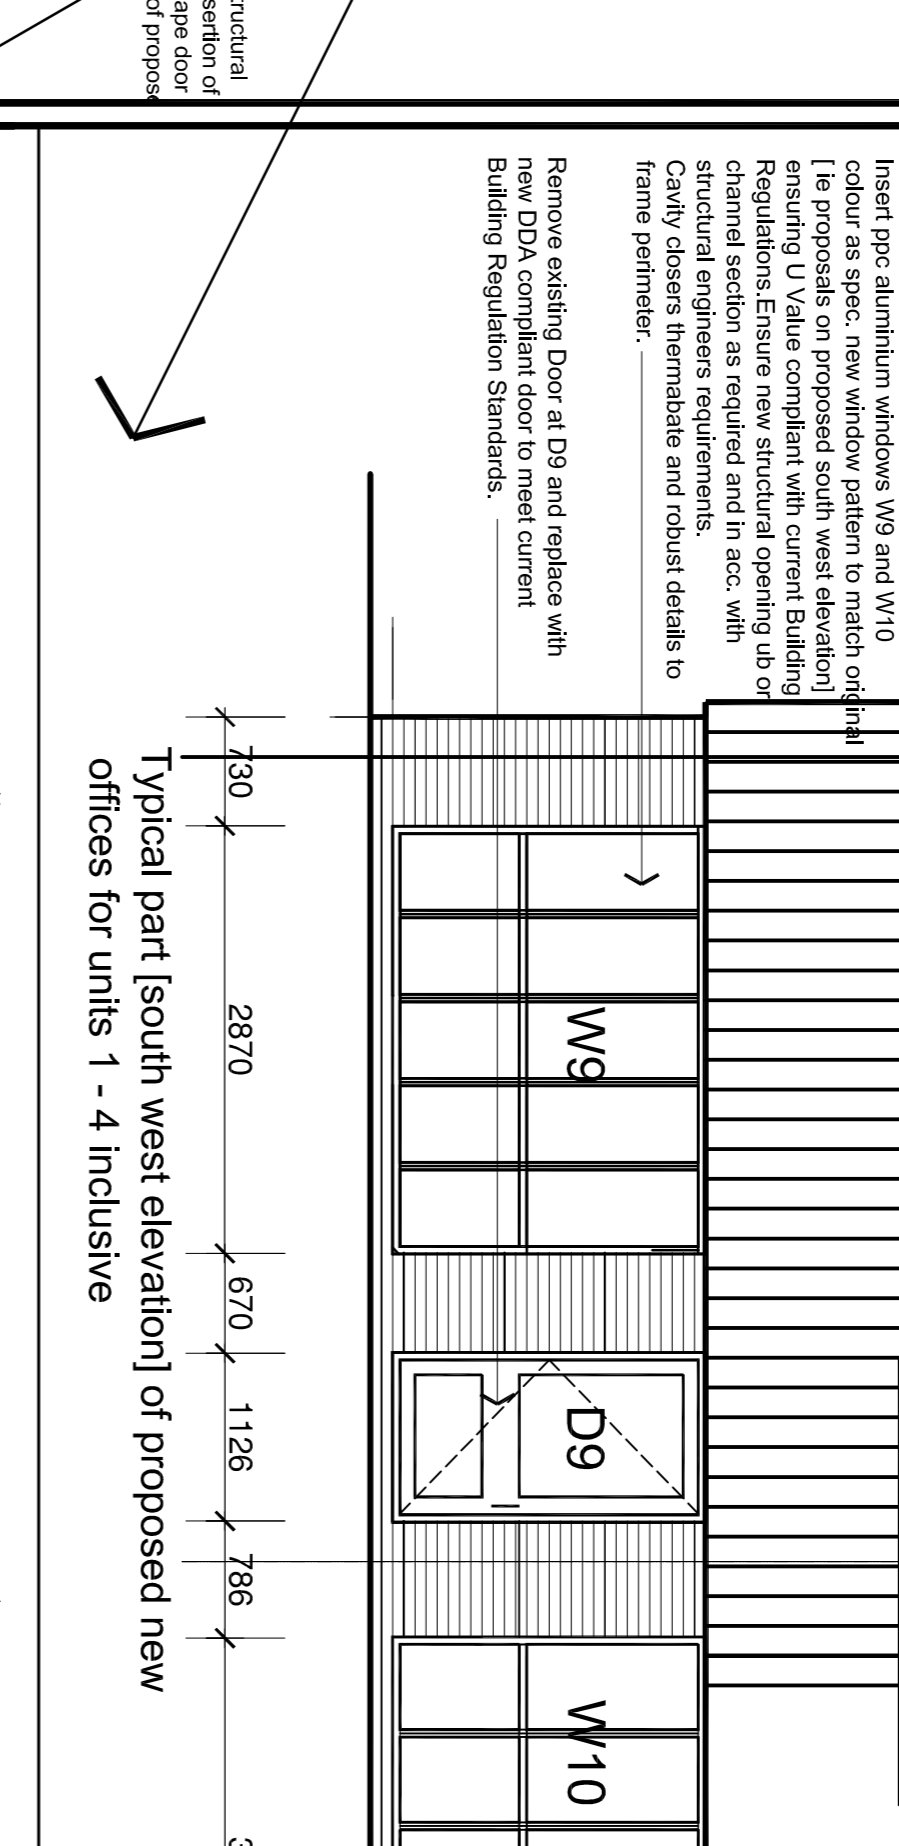 Insert ppc aluminium windows W9 and W10
colour as spec. new window pattern to match original
[ ie proposals on proposed south west elevation]
ensuring U Value compliant with current Building
Regulations.Ensure new structural opening ub or
channel section as required and in acc. with
structural engineers requirements.
Cavity closers thermabate and robust details to
frame perimeter.
Remove existing Door at D9 and replace with
new DDA compliant door to meet current
Building Regulation Standards.
sertion of
ape door
W9
D9
W10
730
2870
670
1126
786
Typical part [south west elevation] of proposed new
offices for units 1 - 4 inclusive